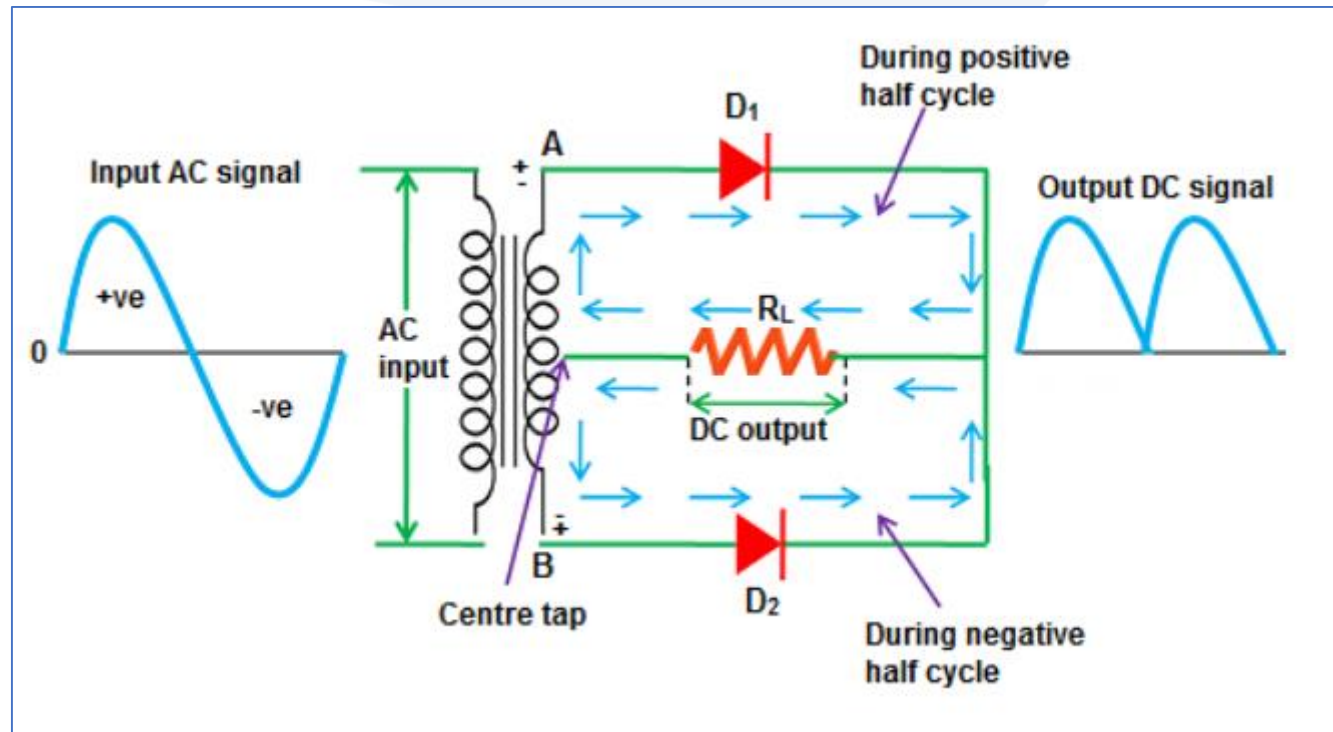 During positive
half cycle
D₁
A
Input AC signal
+
-
Output DC signal
+ve
0
AC
input
R_L
-ve
DC output
-
+
B
Centre tap
D₂
During negative
half cycle